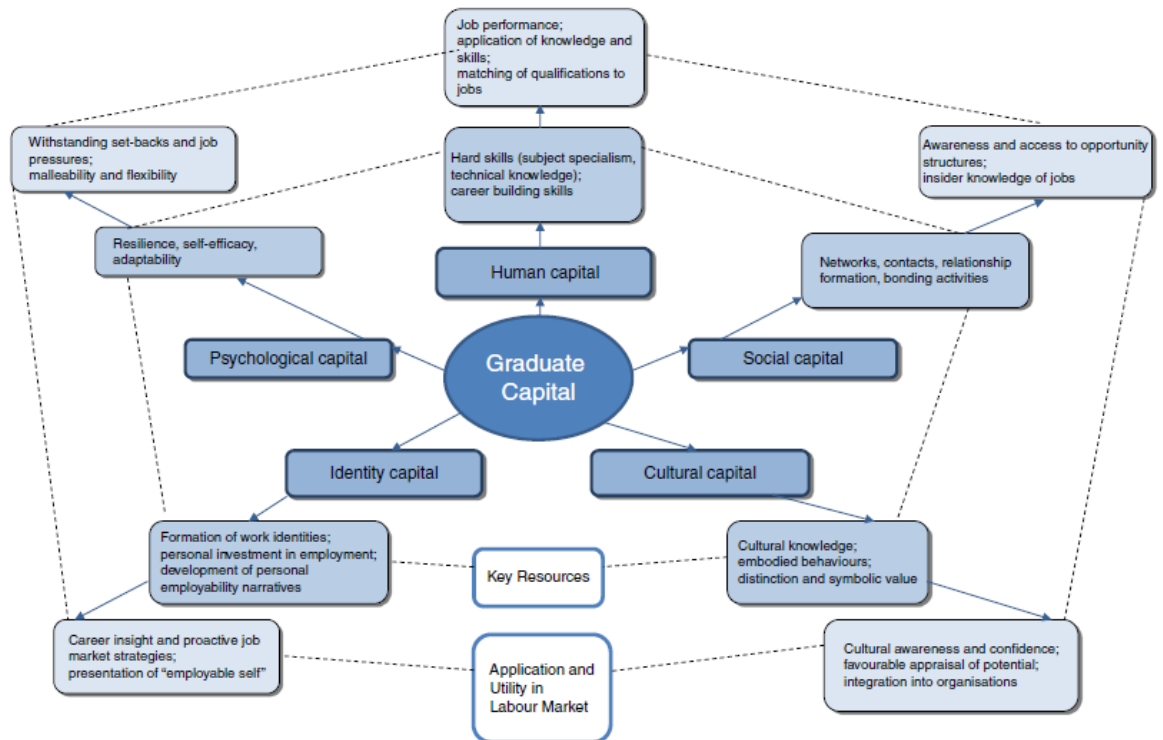 Job performance;
application of knowledge and
skills;
matching of qualifications to
jobs
Withstanding set-backs and job
pressures;
malleability and flexibility
Hard skills (subject specialism,
technical knowledge);
career building skills
Awareness and access to opportunity
structures;
insider knowledge of jobs
Resilience, self-efficacy,
adaptability
Human capital
Networks, contacts, relationship
formation, bonding activities
Psychological capital
Graduate
Capital
Social capital
Identity capital
Cultural capital
Formation of work identities;
personal investment in employment;
development of personal
employability narratives
Key Resources
Cultural knowledge;
embodied behaviours;
distinction and symbolic value
Career insight and proactive job
market strategies;
presentation of “employable self”
Application and
Utility in
Labour Market
Cultural awareness and confidence;
favourable appraisal of potential;
integration into organisations